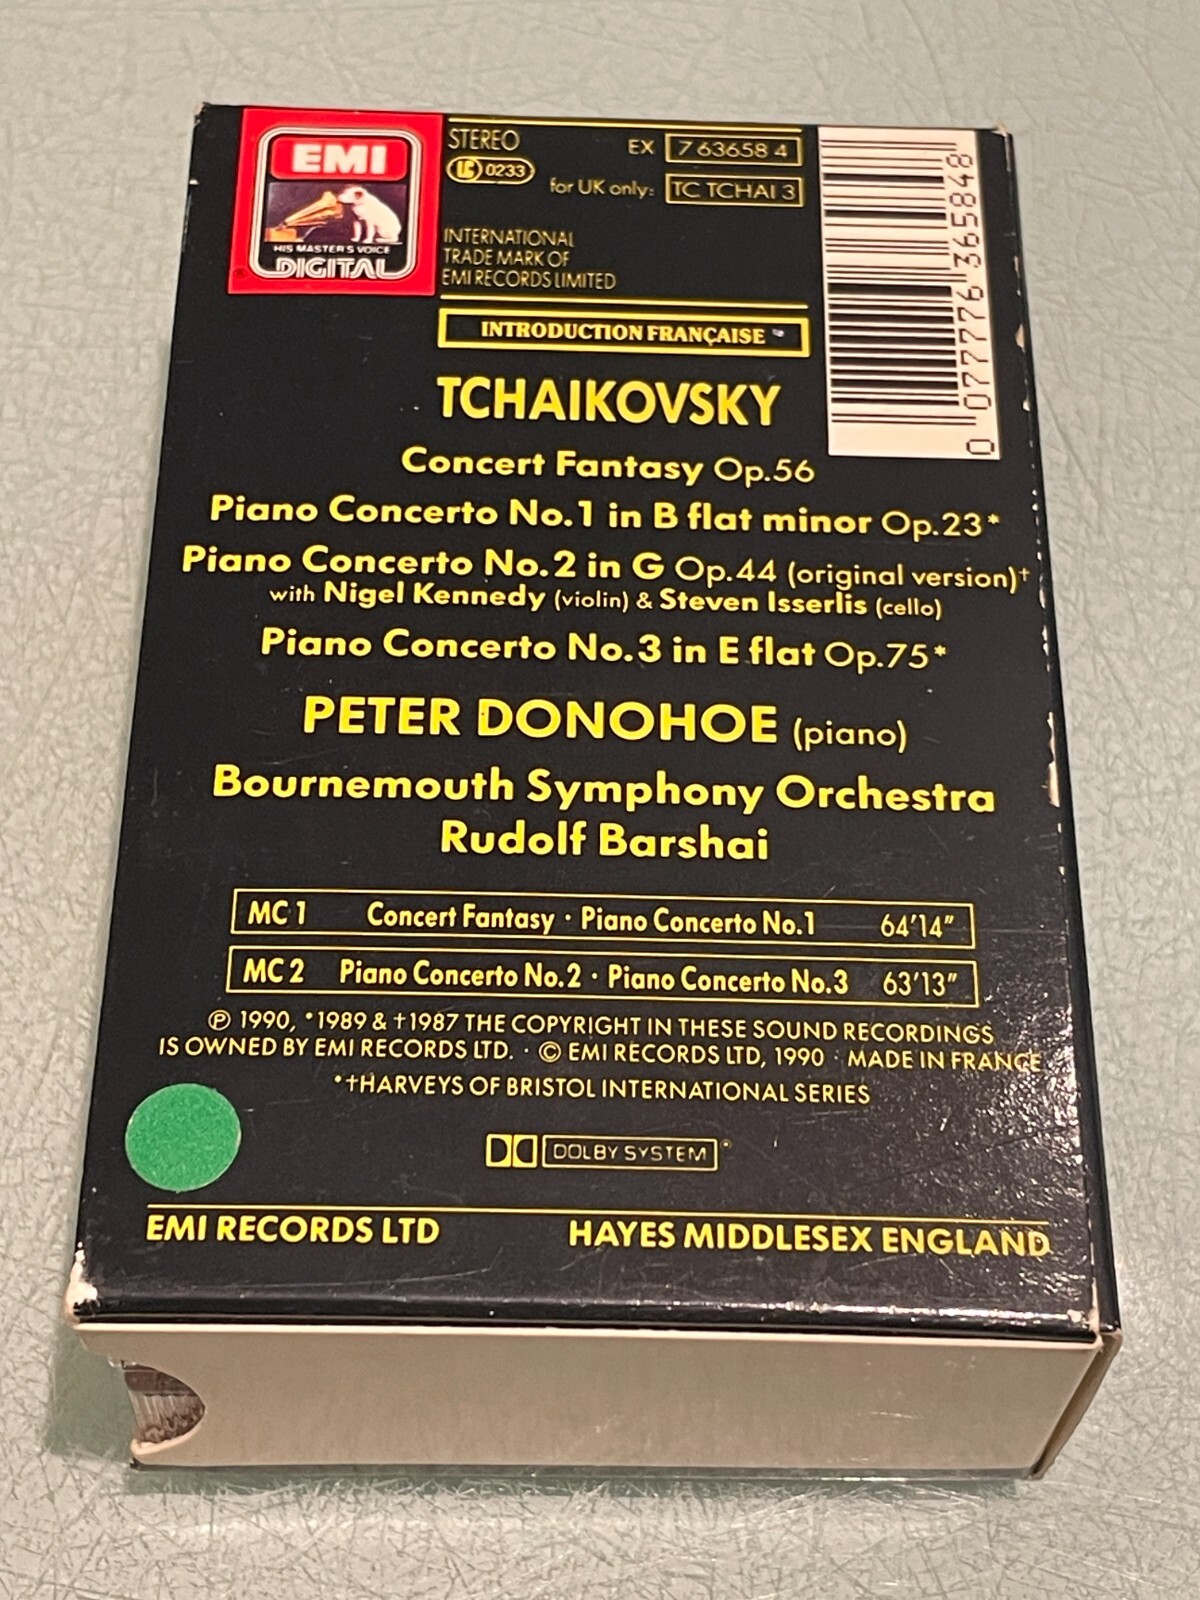 EMI
HIS MASTER'S VOICE
DIGITAL
®
STEREO
LC 0233
EX 7 63658 4
for UK only: TC TCHAI 3
INTERNATIONAL
TRADE MARK OF
EMI RECORDS LIMITED
INTRODUCTION FRANÇAISE
0 077776 365848
TCHAIKOVSKY
Concert Fantasy Op.56
Piano Concerto No.1 in B flat minor Op.23*
Piano Concerto No.2 in G Op.44 (original version)†
with Nigel Kennedy (violin) & Steven Isserlis (cello)
Piano Concerto No.3 in E flat Op.75*
PETER DONOHOE (piano)
Bournemouth Symphony Orchestra
Rudolf Barshai
MC 1 Concert Fantasy · Piano Concerto No.1 64'14"
MC 2 Piano Concerto No.2 · Piano Concerto No.3 63'13"
℗ 1990, *1989 & †1987 THE COPYRIGHT IN THESE SOUND RECORDINGS
IS OWNED BY EMI RECORDS LTD. · © EMI RECORDS LTD, 1990 · MADE IN FRANCE
*†HARVEYS OF BRISTOL INTERNATIONAL SERIES
DOLBY SYSTEM®
EMI RECORDS LTD HAYES MIDDLESEX ENGLAND